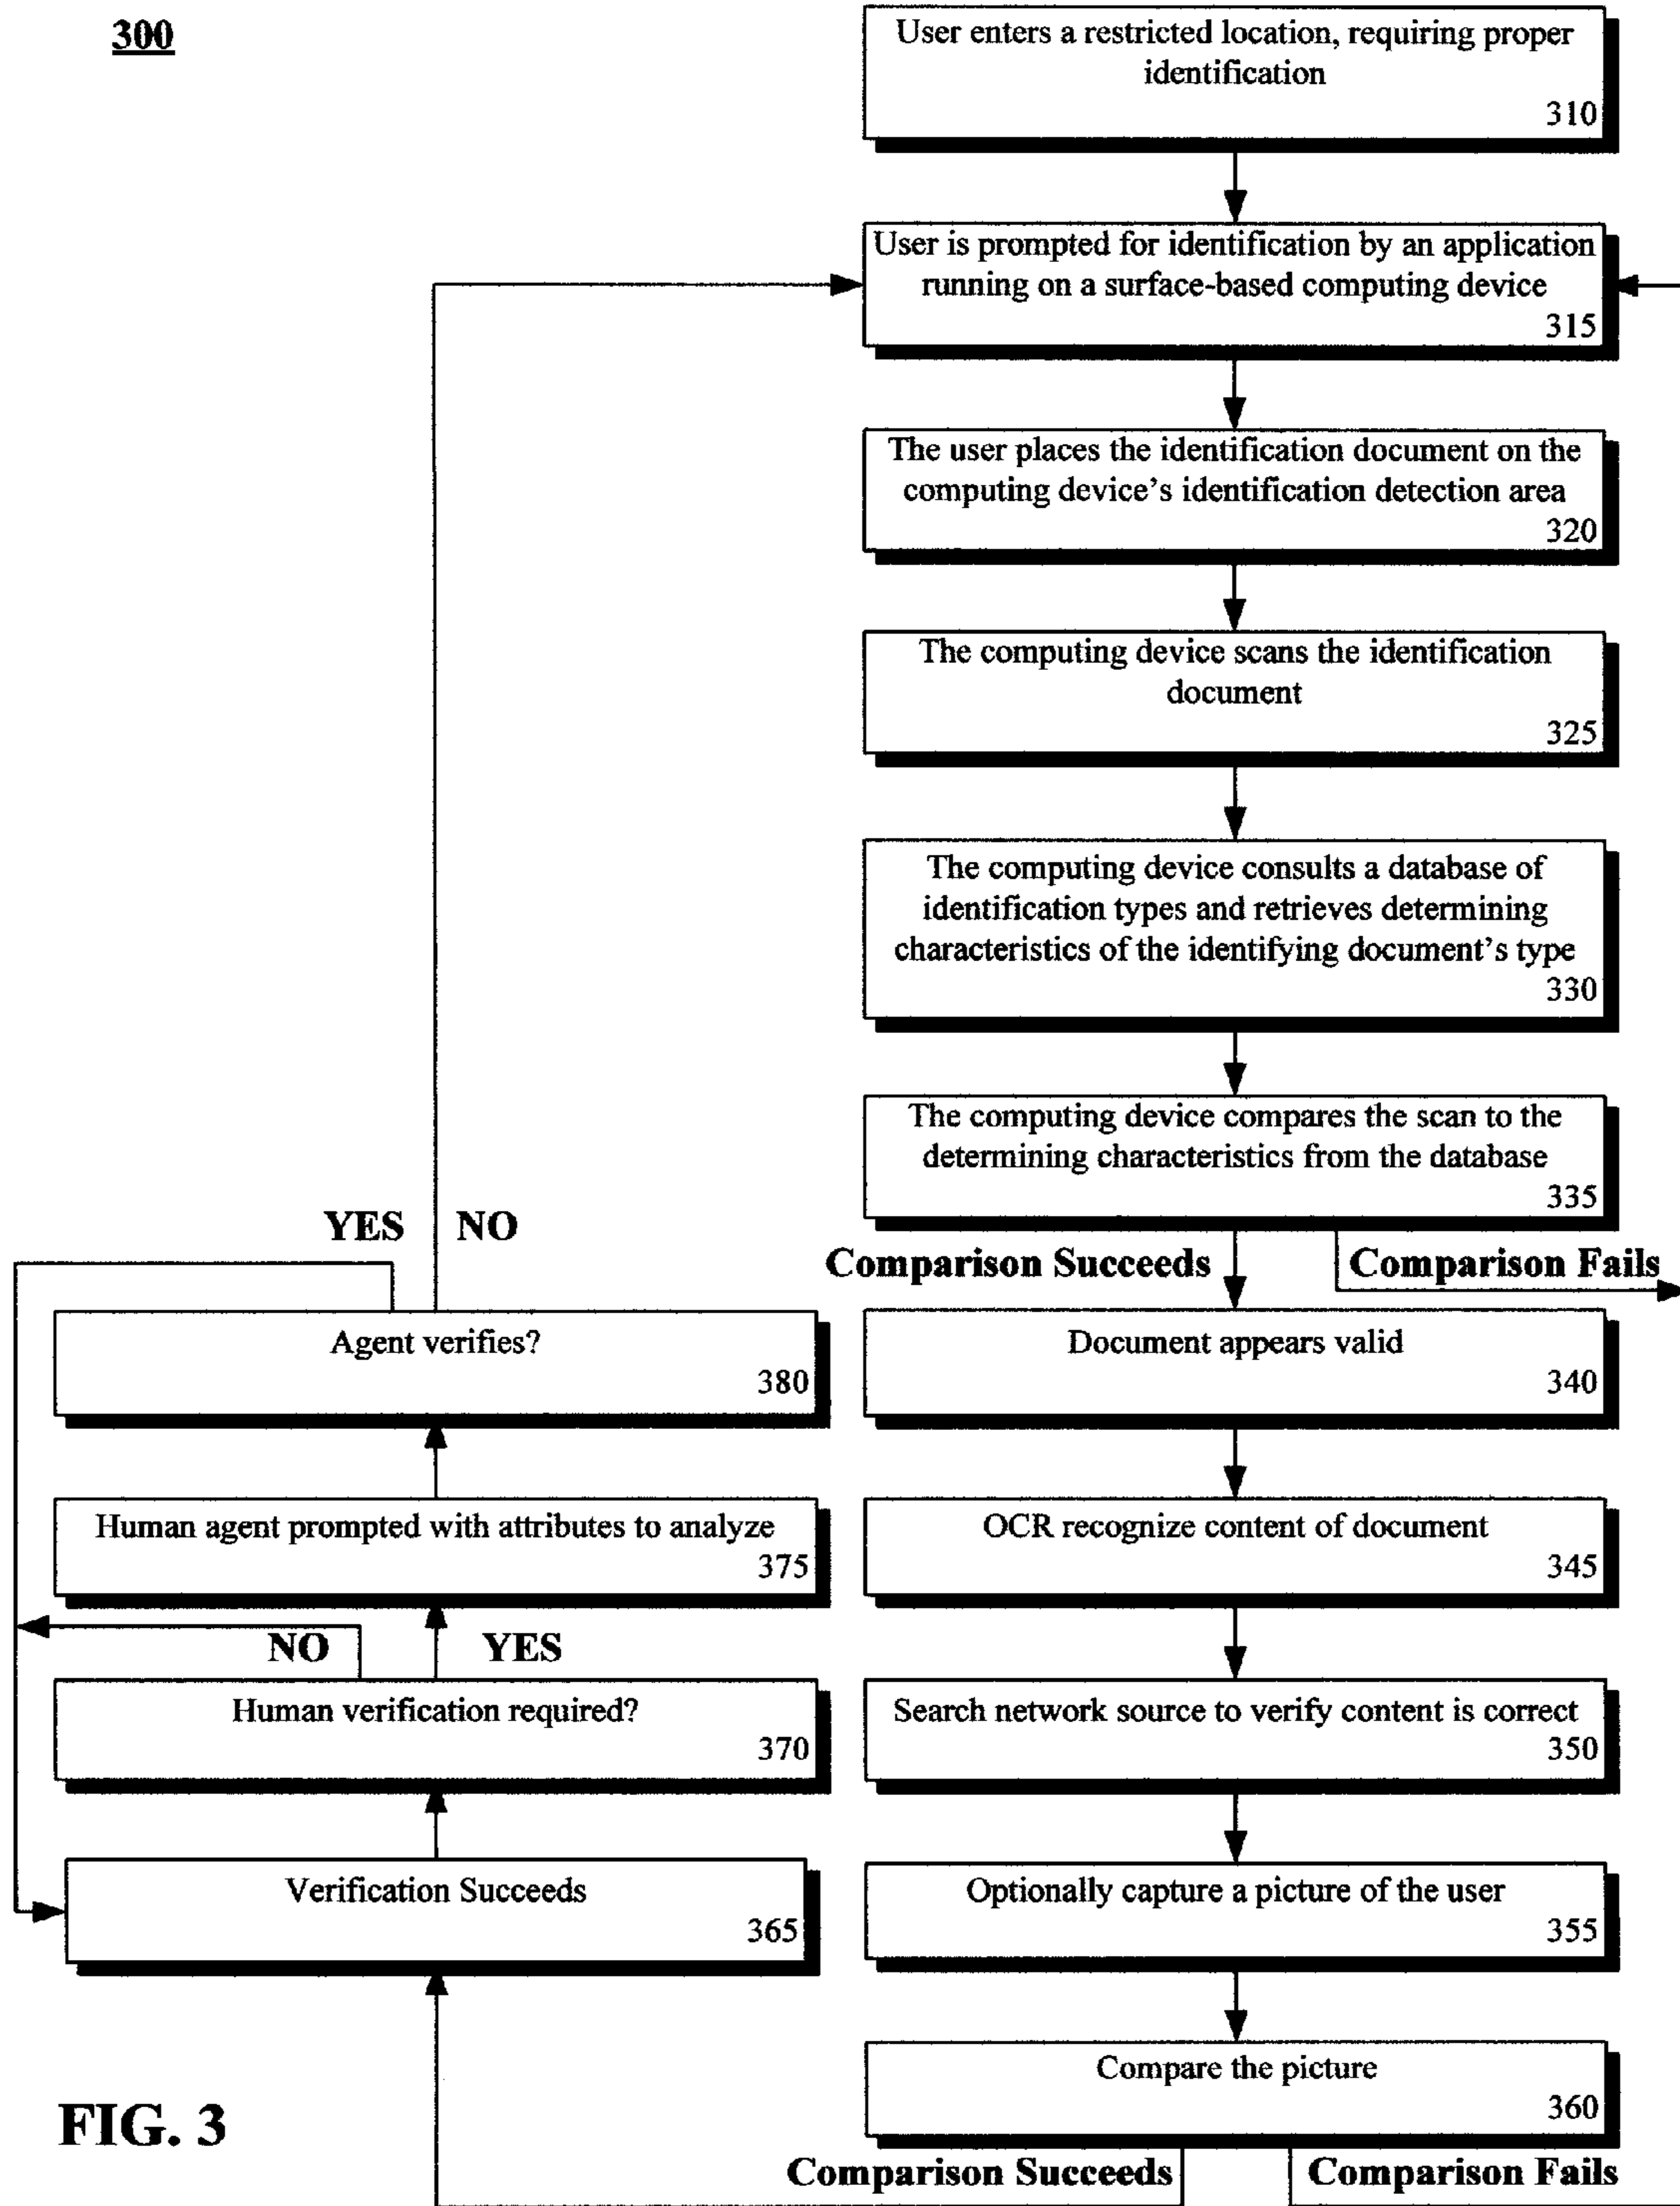 300
User enters a restricted location, requiring proper
identification
310
User is prompted for identification by an application
running on a surface-based computing device
315
The user places the identification document on the
computing device's identification detection area
320
The computing device scans the identification
document
325
The computing device consults a database of
identification types and retrieves determining
characteristics of the identifying document's type
330
The computing device compares the scan to the
determining characteristics from the database
335
Comparison Succeeds
Comparison Fails
Document appears valid
340
OCR recognize content of document
345
Search network source to verify content is correct
350
Optionally capture a picture of the user
355
Compare the picture
360
Comparison Succeeds
Comparison Fails
Verification Succeeds
365
Human verification required?
370
NO
YES
Human agent prompted with attributes to analyze
375
Agent verifies?
380
YES
NO
FIG. 3